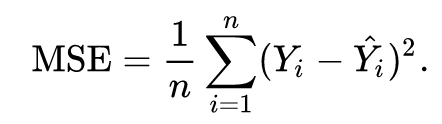 MSE = \frac{1}{n} \sum_{i=1}^{n} (Y_i - \hat{Y}_i)^2.